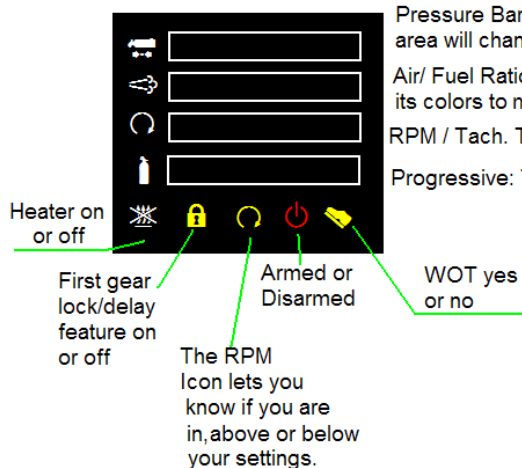 Pressure Bar
area will chan
Air/ Fuel Ratio
its colors to m
RPM / Tach. T
Progressive:
Heater on
or off
First gear
lock/delay
feature on
or off
The RPM
Icon lets you
know if you are
in,above or below
your settings.
Armed or
Disarmed
WOT yes
or no